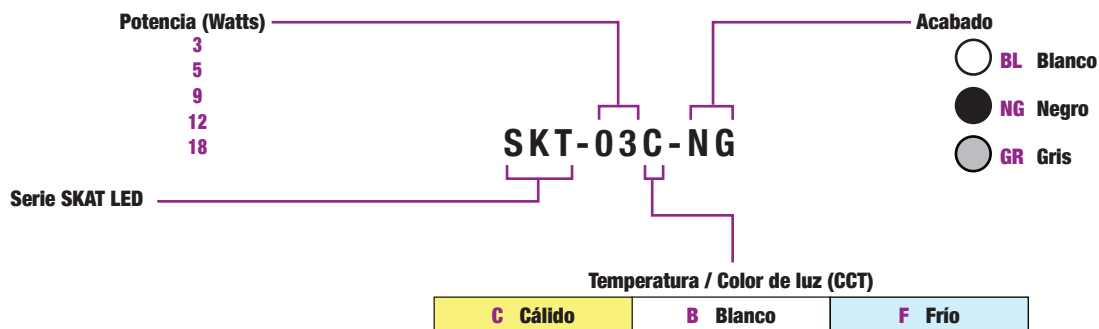 Potencia (Watts)
3
5
9
12
18
Acabado
BL Blanco
NG Negro
GR Gris
SKT-03C-NG
Serie SKAT LED
Temperatura / Color de luz (CCT)
C Cálido
B Blanco
F Frío